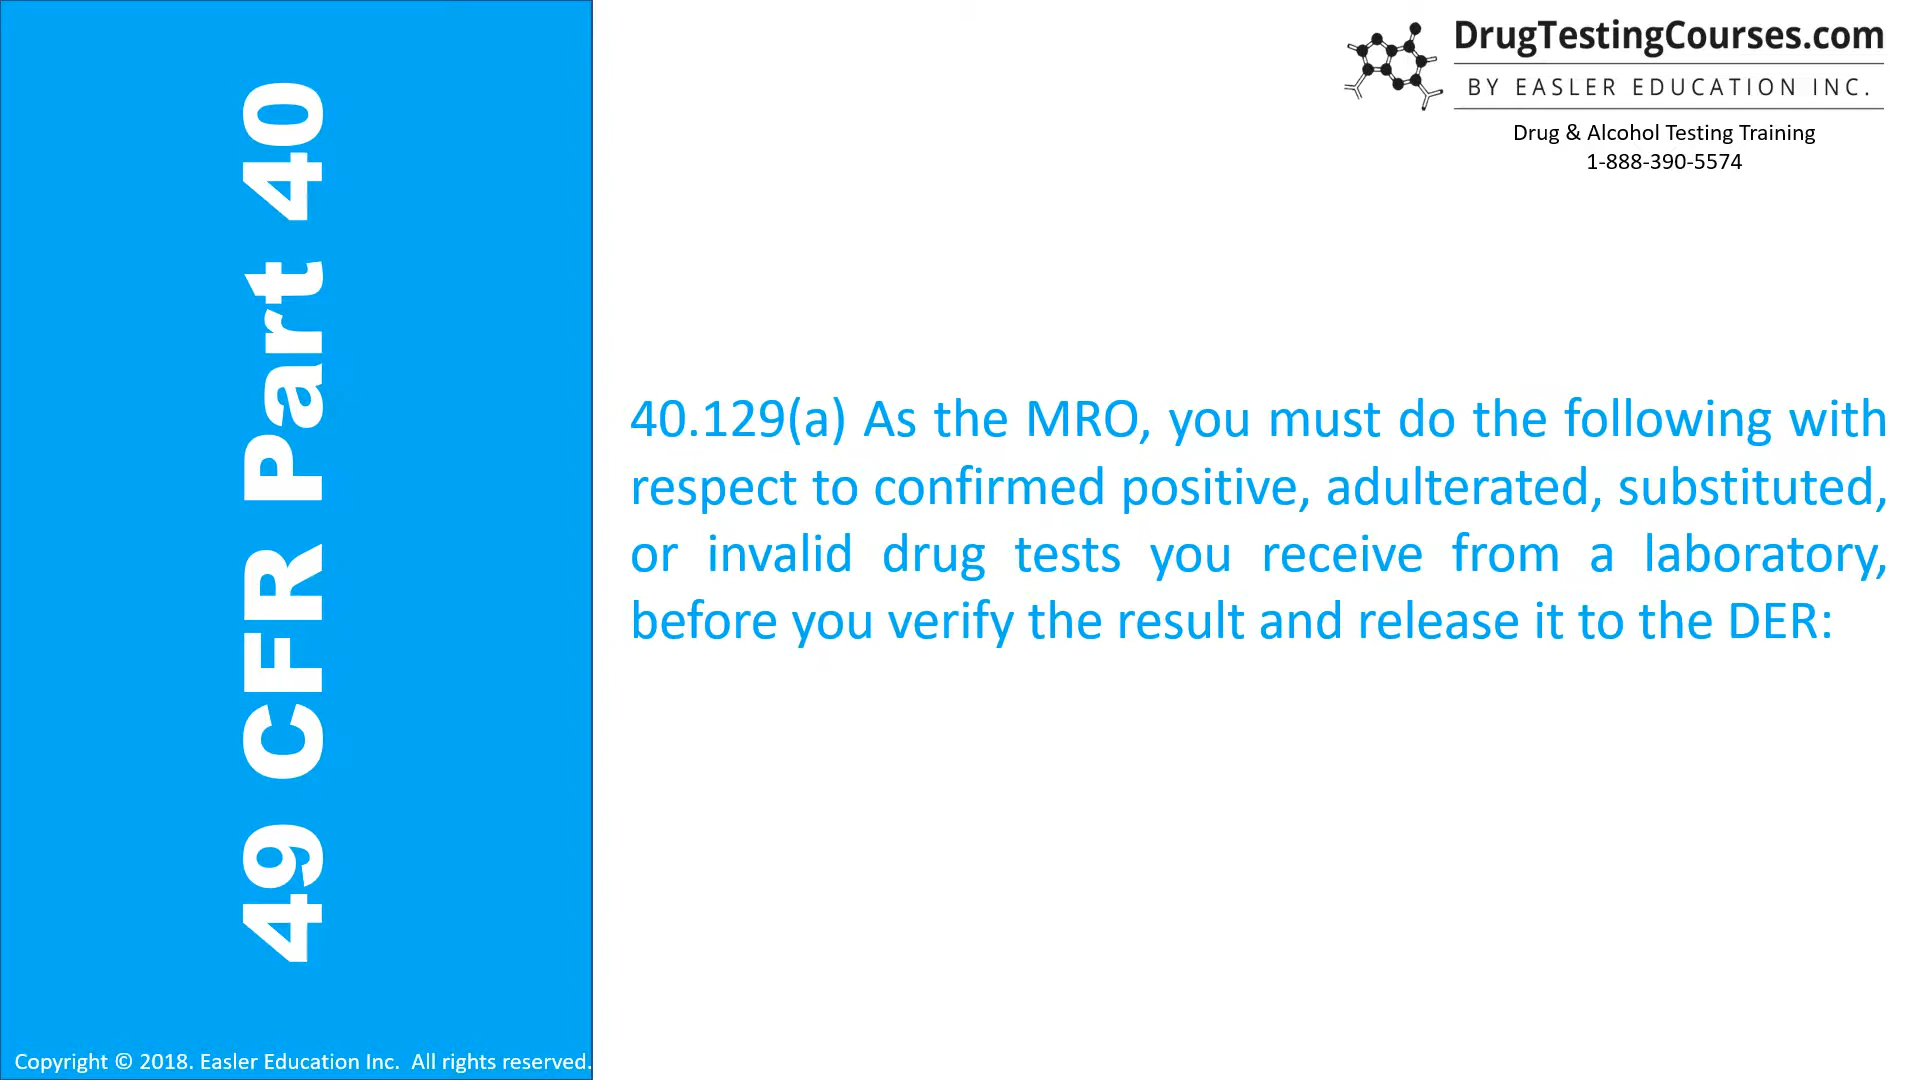 49 CFR Part 40
DrugTestingCourses.com
BY EASLER EDUCATION INC.
Drug & Alcohol Testing Training
1-888-390-5574
40.129(a) As the MRO, you must do the following with
respect to confirmed positive, adulterated, substituted,
or invalid drug tests you receive from a laboratory,
before you verify the result and release it to the DER:
Copyright © 2018. Easler Education Inc. All rights reserved.